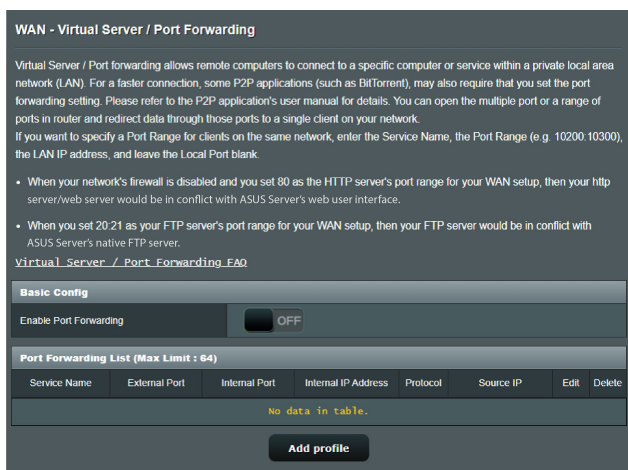 WAN - Virtual Server / Port Forwarding
Virtual Server / Port forwarding allows remote computers to connect to a specific computer or service within a private local area
network (LAN). For a faster connection, some P2P applications (such as BitTorrent), may also require that you set the port
forwarding setting. Please refer to the P2P application's user manual for details. You can open the multiple port or a range of
ports in router and redirect data through those ports to a single client on your network.
If you want to specify a Port Range for clients on the same network, enter the Service Name, the Port Range (e.g. 10200:10300),
the LAN IP address, and leave the Local Port blank.
• When your network's firewall is disabled and you set 80 as the HTTP server's port range for your WAN setup, then your http
server/web server would be in conflict with ASUS Server's web user interface.
• When you set 20:21 as your FTP server's port range for your WAN setup, then your FTP server would be in conflict with
ASUS Server's native FTP server.
Virtual Server / Port Forwarding FAQ
Basic Config
Enable Port Forwarding OFF
Port Forwarding List (Max Limit : 64)
Service Name External Port Internal Port Internal IP Address Protocol Source IP Edit Delete
No data in table.
Add profile